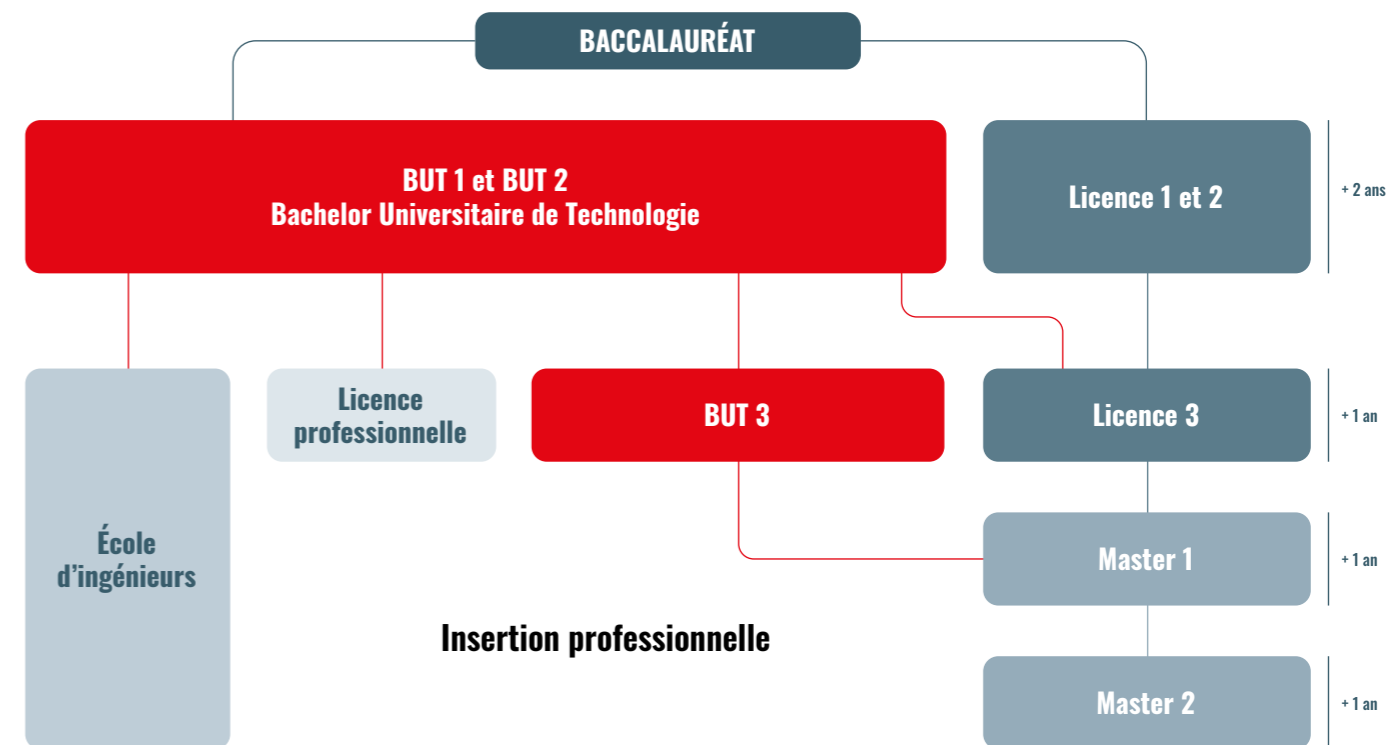 BACCALAURÉAT
BUT 1 et BUT 2
Bachelor Universitaire de Technologie
Licence 1 et 2
+ 2 ans
École
d'ingénieurs
Licence
professionnelle
BUT 3
Licence 3
+ 1 an
Master 1
+ 1 an
Insertion professionnelle
Master 2
+ 1 an